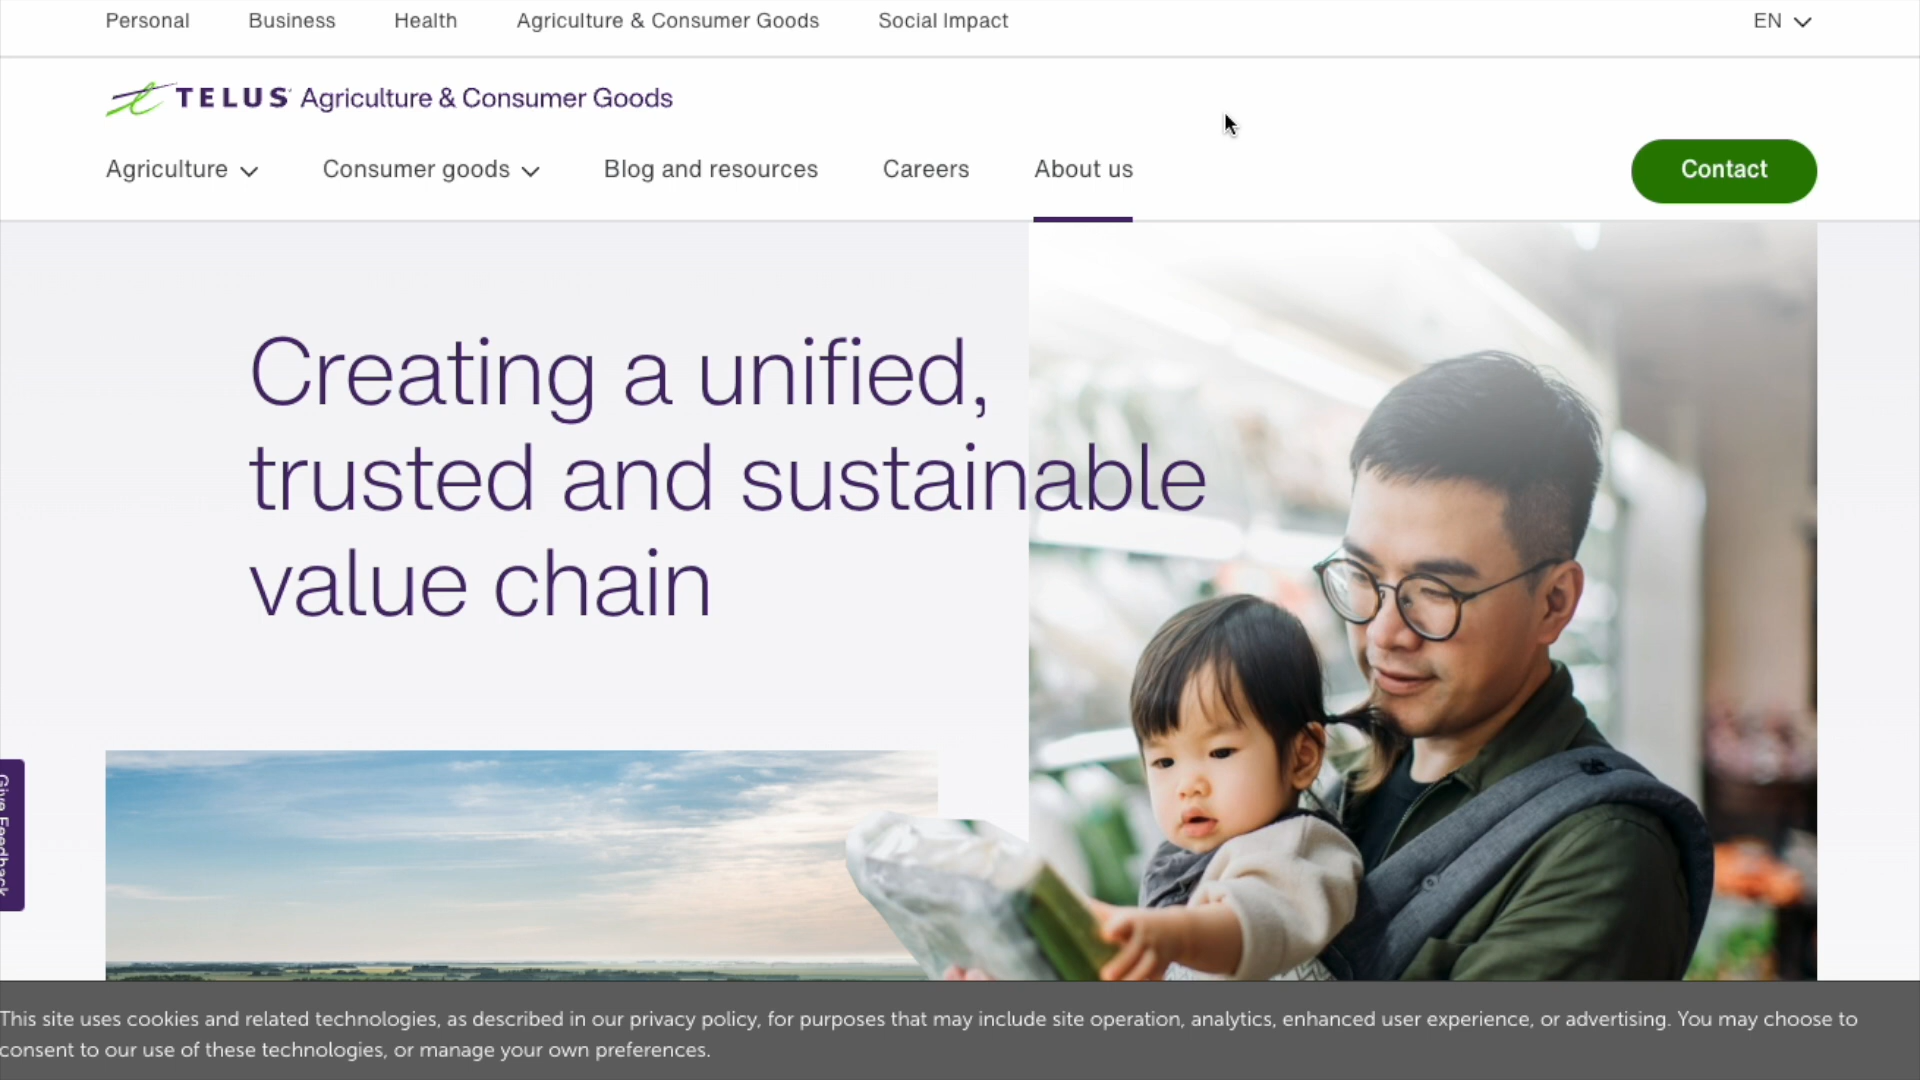 Personal Business Health Agriculture & Consumer Goods Social Impact EN
TELUS Agriculture & Consumer Goods
Agriculture Consumer goods Blog and resources Careers About us Contact
Creating a unified,
trusted and sustainable
value chain
Give Feedback
This site uses cookies and related technologies, as described in our privacy policy, for purposes that may include site operation, analytics, enhanced user experience, or advertising. You may choose to
consent to our use of these technologies, or manage your own preferences.